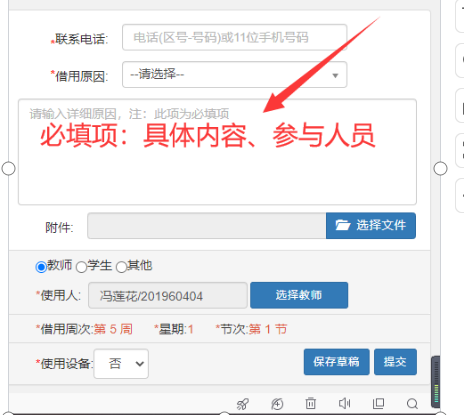 *联系电话: 电话(区号-号码)或11位手机号码
*借用原因: --请选择--
请输入详细原因，注：此项为必填项
必填项：具体内容、参与人员
附件: 选择文件
教师 学生 其他
*使用人: 冯莲花/201960404 选择教师
*借用周次:第 5 周 *星期:1 *节次:第 1 节
*使用设备: 否 保存草稿 提交